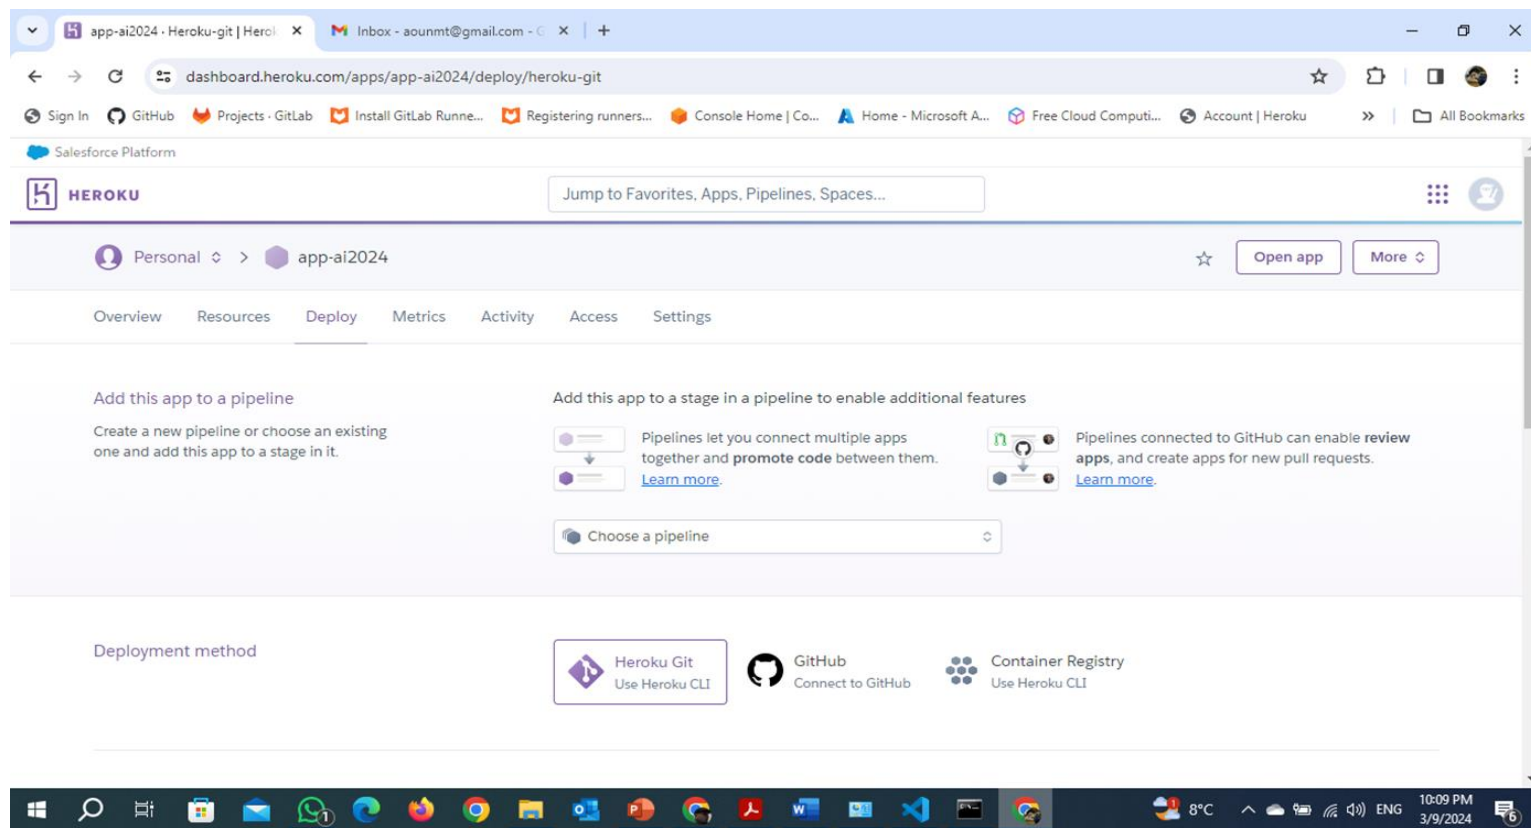 app-ai2024 · Heroku-git | Herok
Inbox - aounmt@gmail.com - G
dashboard.heroku.com/apps/app-ai2024/deploy/heroku-git
Sign In GitHub Projects · GitLab Install GitLab Runne... Registering runners... Console Home | Co... Home - Microsoft A... Free Cloud Computi... Account | Heroku » All Bookmarks
Salesforce Platform
HEROKU
Jump to Favorites, Apps, Pipelines, Spaces...
Personal > app-ai2024
Open app More
Overview Resources Deploy Metrics Activity Access Settings
Add this app to a pipeline
Create a new pipeline or choose an existing
one and add this app to a stage in it.
Add this app to a stage in a pipeline to enable additional features
Pipelines let you connect multiple apps
together and promote code between them.
Learn more.
Pipelines connected to GitHub can enable review
apps, and create apps for new pull requests.
Learn more.
Choose a pipeline
Deployment method
Heroku Git
Use Heroku CLI
GitHub
Connect to GitHub
Container Registry
Use Heroku CLI
8°C ENG 10:09 PM
3/9/2024